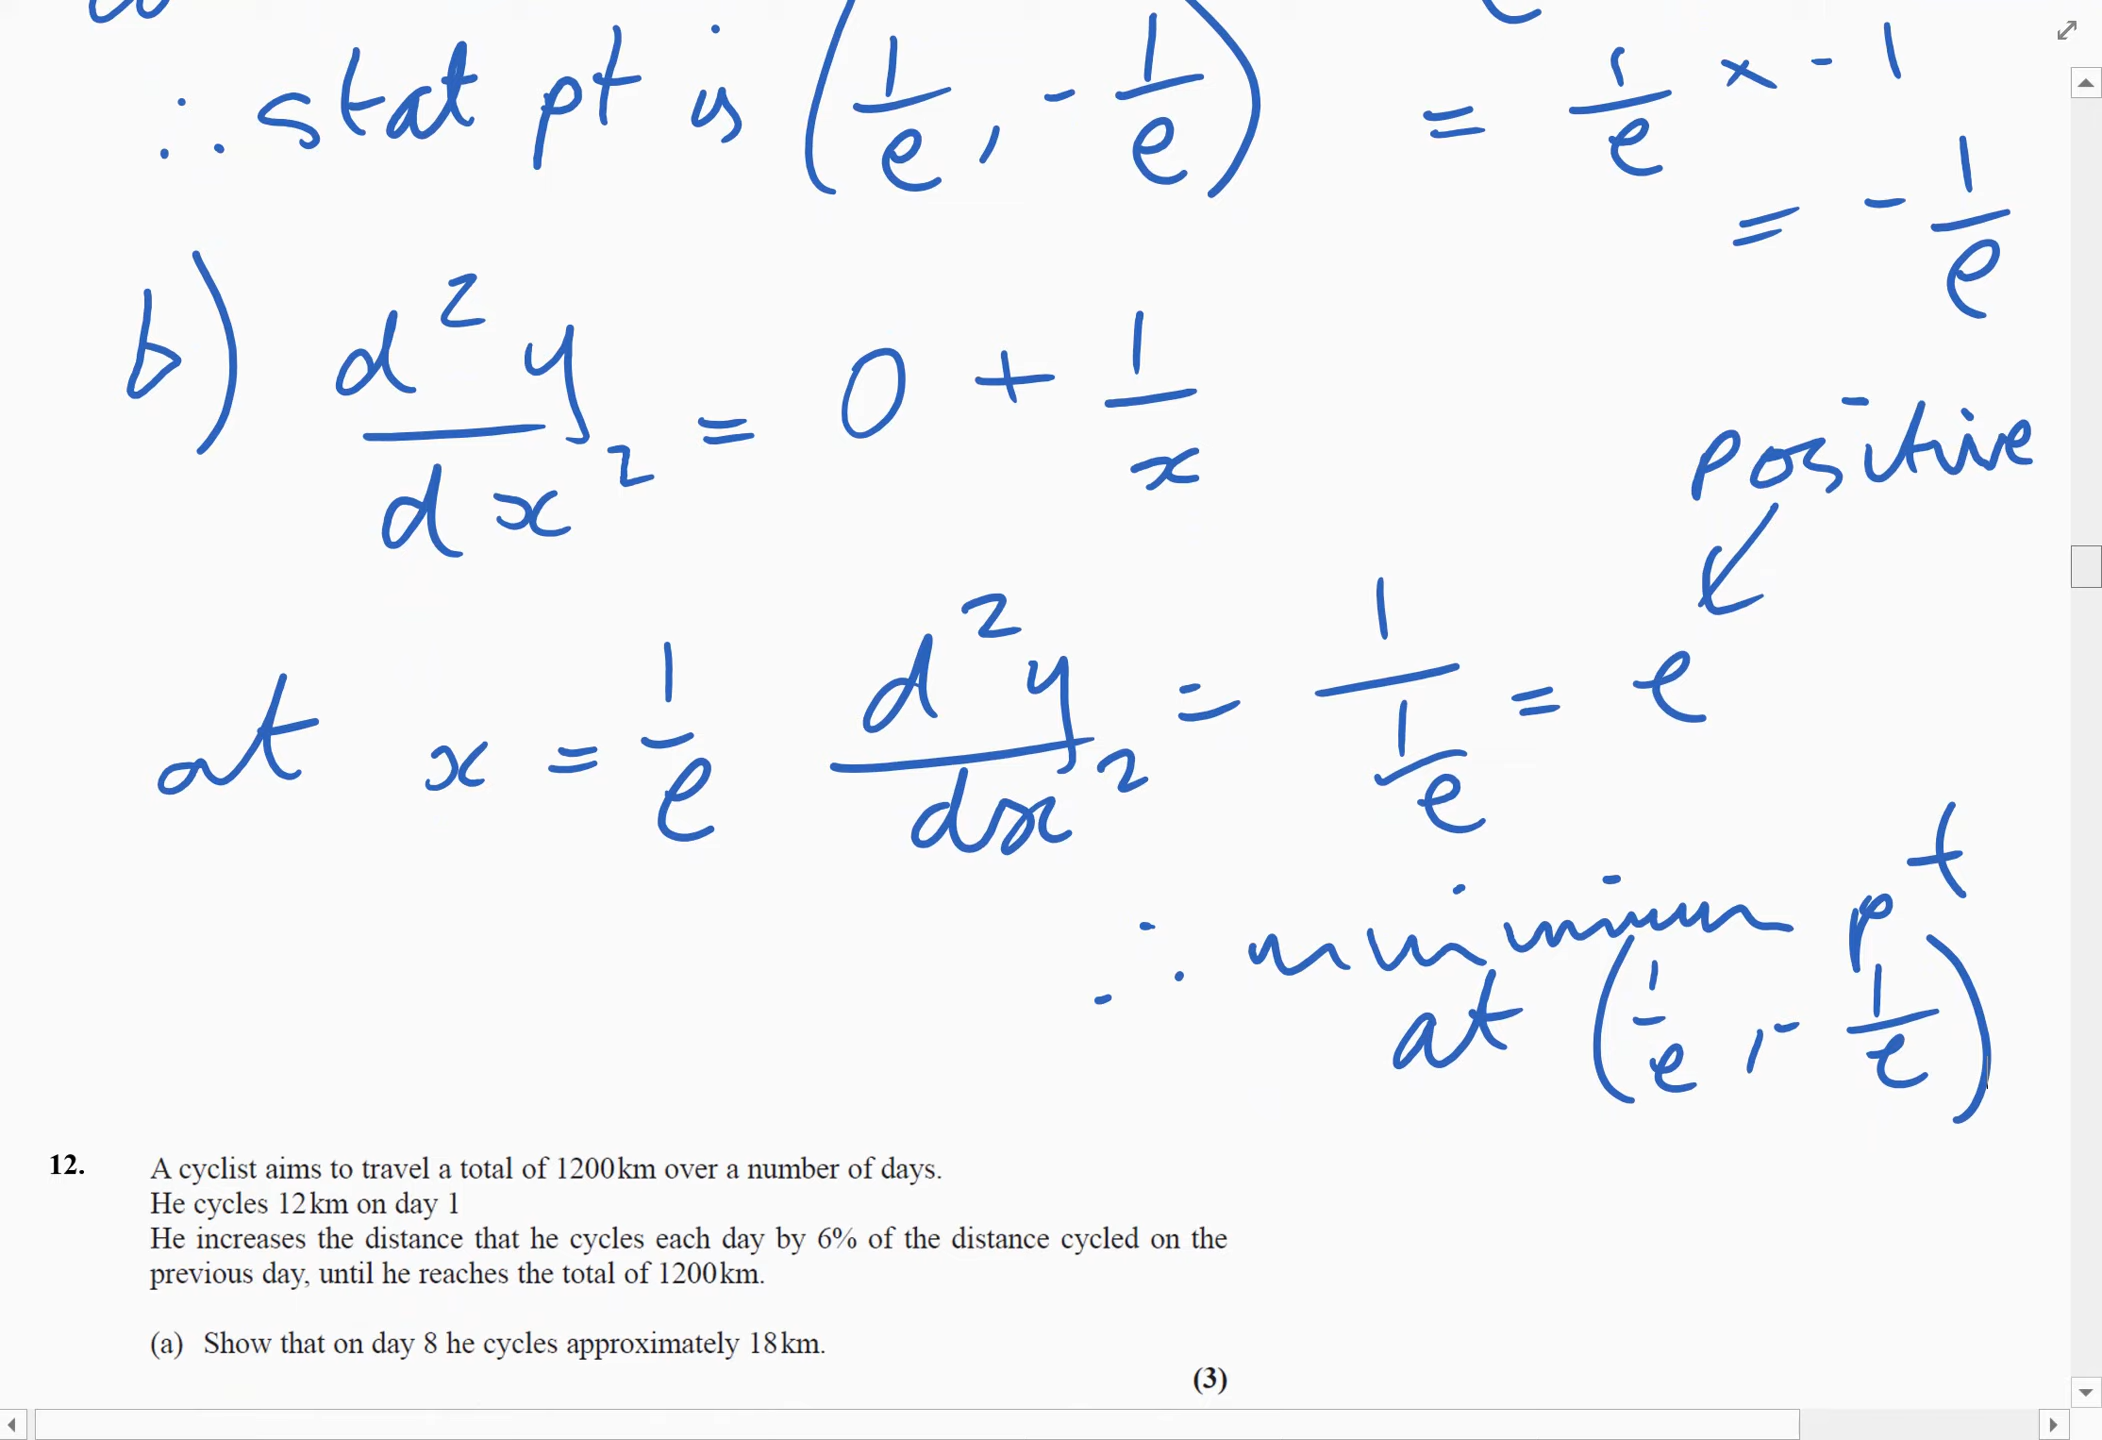 ∴ stat pt is (1/e, -1/e) = 1/e × -1
= -1/e
b) d²y/dx² = 0 + 1/x
positive
at x = 1/e d²y/dx² = 1/(1/e) = e
∴ minimum pt
at (1/e, -1/e)
12. A cyclist aims to travel a total of 1200 km over a number of days.
He cycles 12 km on day 1
He increases the distance that he cycles each day by 6% of the distance cycled on the
previous day, until he reaches the total of 1200 km.
(a) Show that on day 8 he cycles approximately 18 km.
(3)